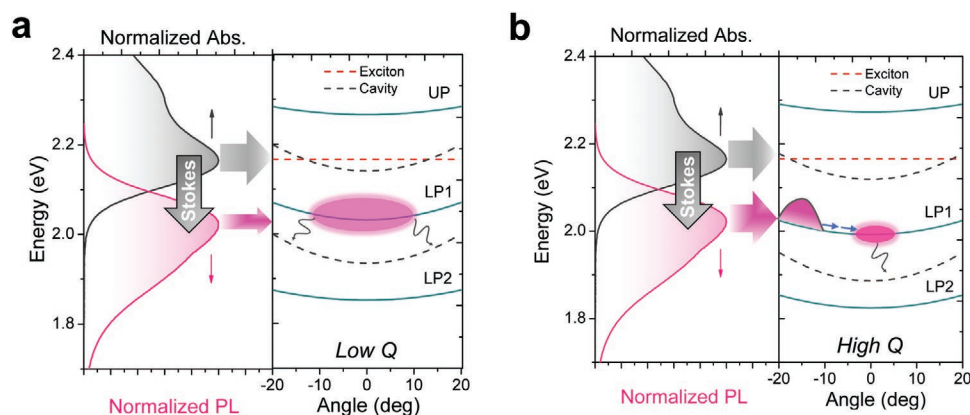 a
Normalized Abs.
2.4
2.2
2.0
1.8
Energy (eV)
Stokes
Exciton
Cavity
UP
LP1
LP2
Low Q
-20
-10
0
10
20
Normalized PL
Angle (deg)
b
Normalized Abs.
2.4
2.2
2.0
1.8
Energy (eV)
Stokes
Exciton
Cavity
UP
LP1
LP2
High Q
-20
-10
0
10
20
Normalized PL
Angle (deg)